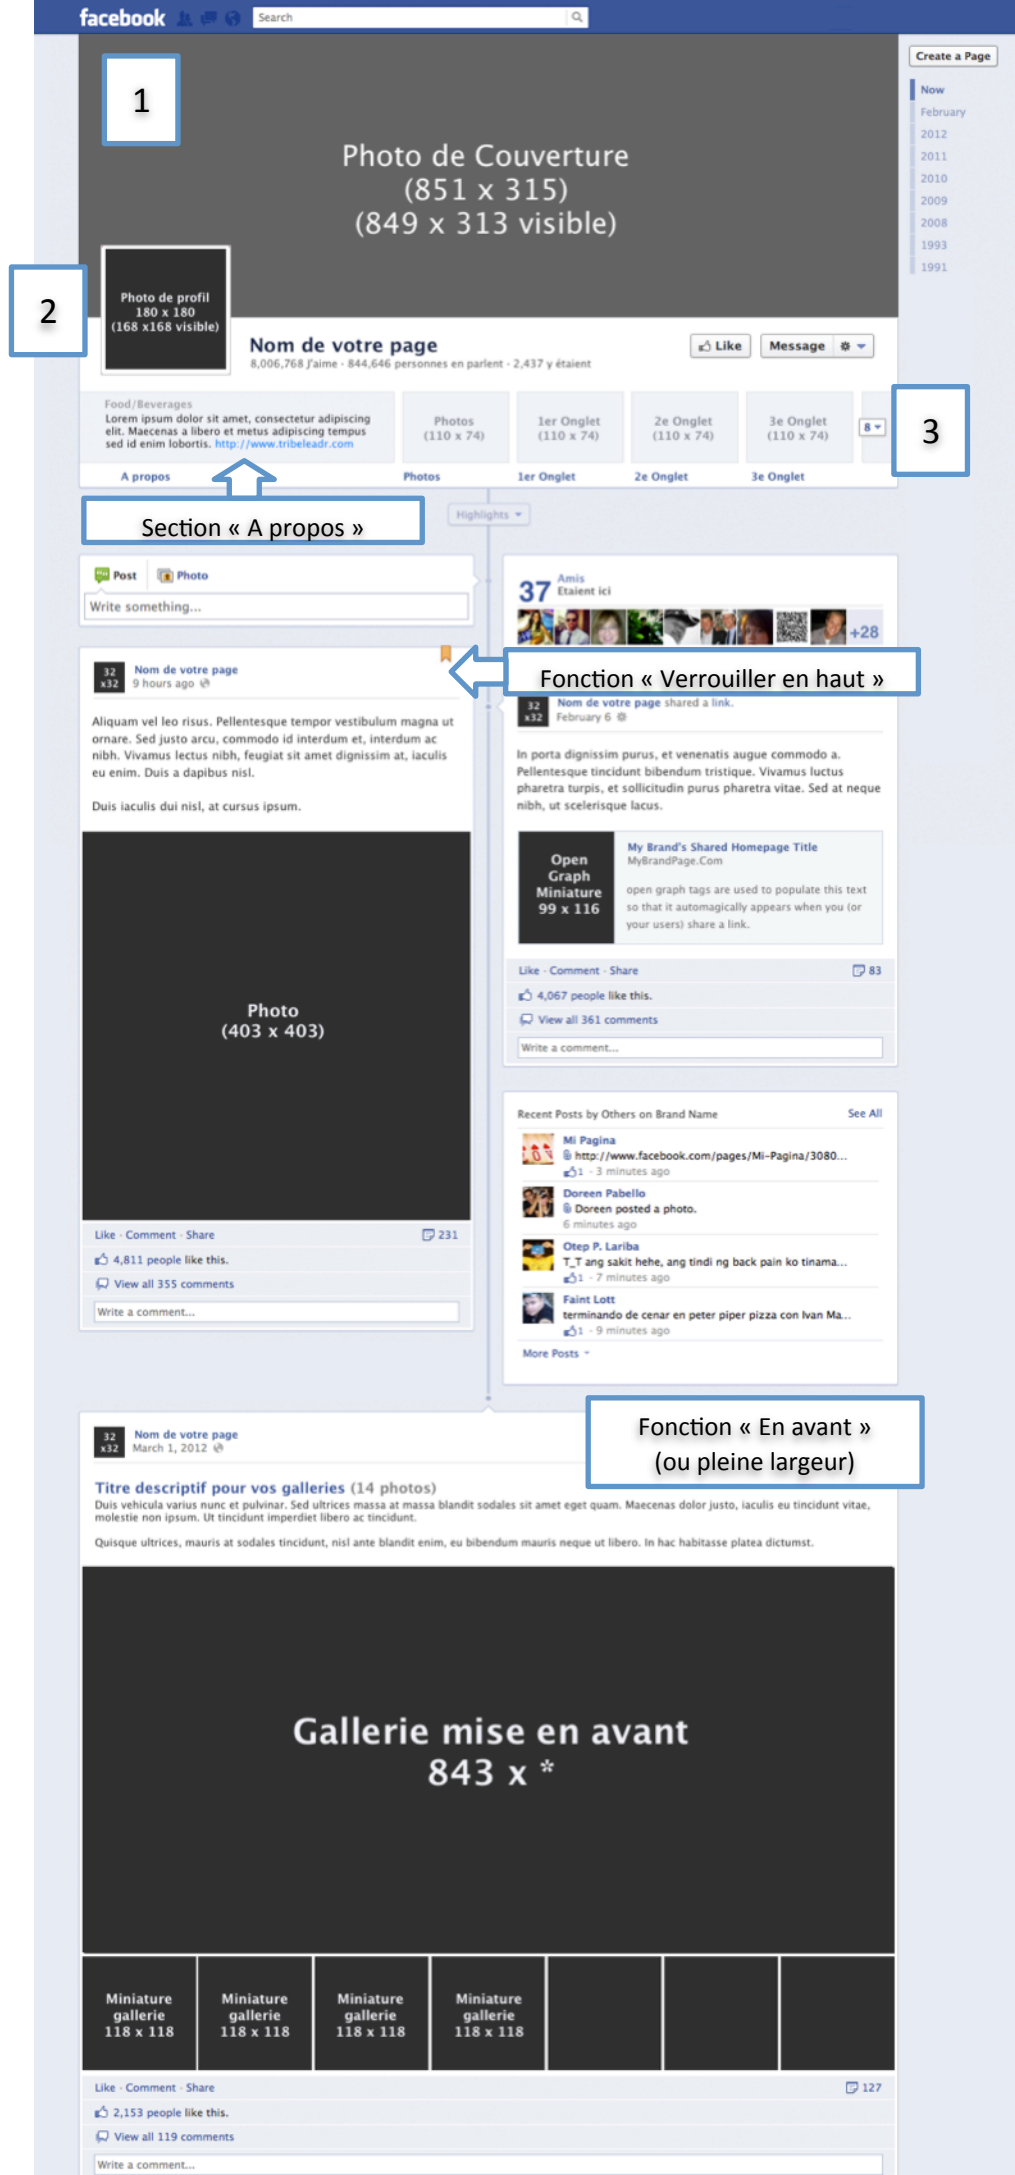 facebook
Search
Create a Page
Now
February
2012
2011
2010
2009
2008
1993
1991
1
Photo de Couverture
(851 x 315)
(849 x 313 visible)
2
Photo de profil
180 x 180
(168 x168 visible)
Nom de votre page
8,006,768 J'aime · 844,646 personnes en parlent · 2,437 y étaient
Like
Message
Food/Beverages
Lorem ipsum dolor sit amet, consectetur adipiscing
elit. Maecenas a libero et metus adipiscing tempus
sed id enim lobortis. http://www.tribeleadr.com
Photos
(110 x 74)
1er Onglet
(110 x 74)
2e Onglet
(110 x 74)
3e Onglet
(110 x 74)
8
3
A propos
Photos
1er Onglet
2e Onglet
3e Onglet
Section « A propos »
Highlights
Post
Photo
Write something...
37
Amis
Etaient ici
+28
Fonction « Verrouiller en haut »
32
x32
Nom de votre page
9 hours ago
Aliquam vel leo risus. Pellentesque tempor vestibulum magna ut
ornare. Sed justo arcu, commodo id interdum et, interdum ac
nibh. Vivamus lectus nibh, feugiat sit amet dignissim at, iaculis
eu enim. Duis a dapibus nisl.
Duis iaculis dui nisl, at cursus ipsum.
Photo
(403 x 403)
Like · Comment · Share
231
4,811 people like this.
View all 355 comments
Write a comment...
32
x32
Nom de votre page shared a link.
February 6
In porta dignissim purus, et venenatis augue commodo a.
Pellentesque tincidunt bibendum tristique. Vivamus luctus
pharetra turpis, et sollicitudin purus pharetra vitae. Sed at neque
nibh, ut scelerisque lacus.
Open
Graph
Miniature
99 x 116
My Brand's Shared Homepage Title
MyBrandPage.Com
open graph tags are used to populate this text
so that it automagically appears when you (or
your users) share a link.
Like · Comment · Share
83
4,067 people like this.
View all 361 comments
Write a comment...
Recent Posts by Others on Brand Name
See All
Mi Pagina
http://www.facebook.com/pages/Mi-Pagina/3080...
1 · 3 minutes ago
Doreen Pabello
Doreen posted a photo.
6 minutes ago
Otep P. Lariba
T_T ang sakit hehe, ang tindi ng back pain ko tinama...
1 · 7 minutes ago
Faint Lott
terminando de cenar en peter piper pizza con Ivan Ma...
1 · 9 minutes ago
More Posts
Fonction « En avant »
(ou pleine largeur)
32
x32
Nom de votre page
March 1, 2012
Titre descriptif pour vos galleries (14 photos)
Duis vehicula varius nunc et pulvinar. Sed ultrices massa at massa blandit sodales sit amet eget quam. Maecenas dolor justo, iaculis eu tincidunt vitae,
molestie non ipsum. Ut tincidunt imperdiet libero ac tincidunt.
Quisque ultrices, mauris at sodales tincidunt, nisl ante blandit enim, eu bibendum mauris neque ut libero. In hac habitasse platea dictumst.
Gallerie mise en avant
843 x *
Miniature
gallerie
118 x 118
Miniature
gallerie
118 x 118
Miniature
gallerie
118 x 118
Miniature
gallerie
118 x 118
Like · Comment · Share
127
2,153 people like this.
View all 119 comments
Write a comment...